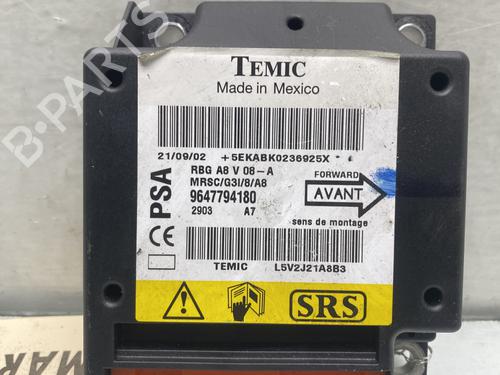 TEMIC
Made in Mexico
21/09/02 +5EKABK0236925X*
RBG A8 V 08-A
FORWARD
MRSC/G3I/8/A8
AVANT
PSA
9647794180
2903 A7
sens de montage
CE
TEMIC L5V2J21A8B3
SRS
B-PARTS
MAR